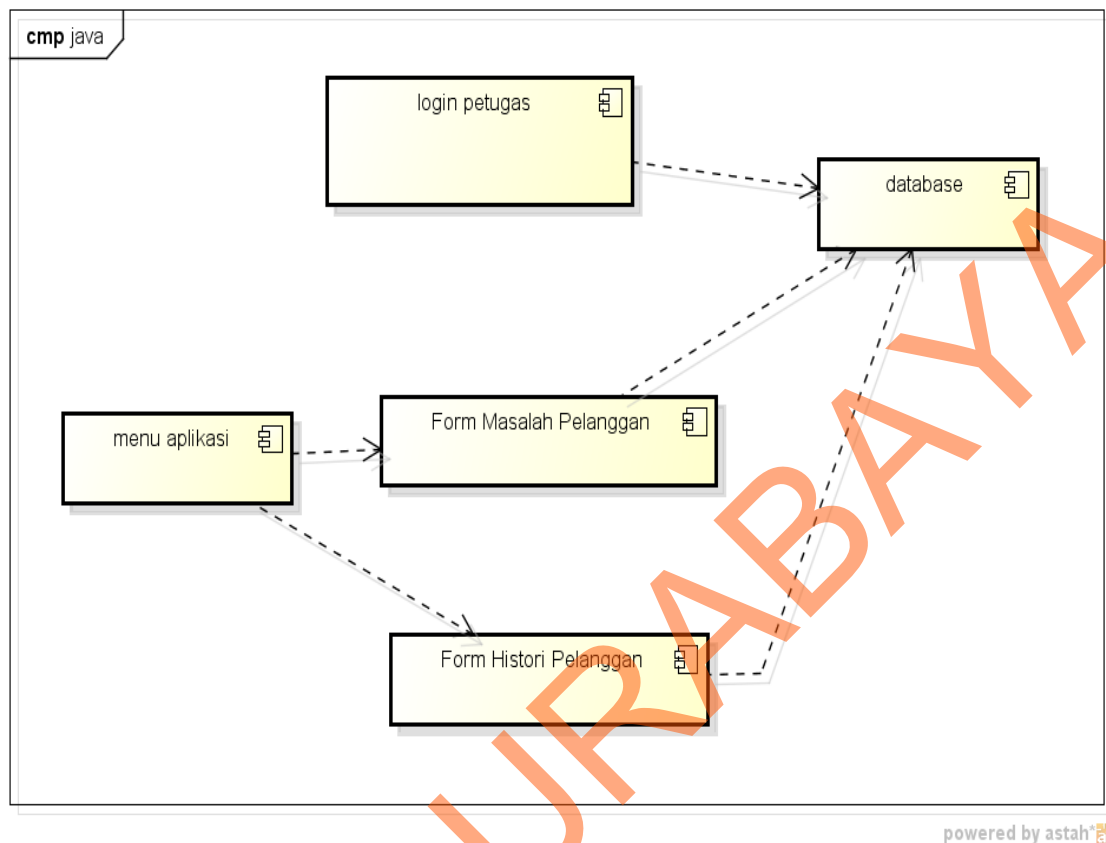 cmp java
login petugas
database
Form Masalah Pelanggan
menu aplikasi
Form Histori Pelanggan
URABAYA
powered by astah*